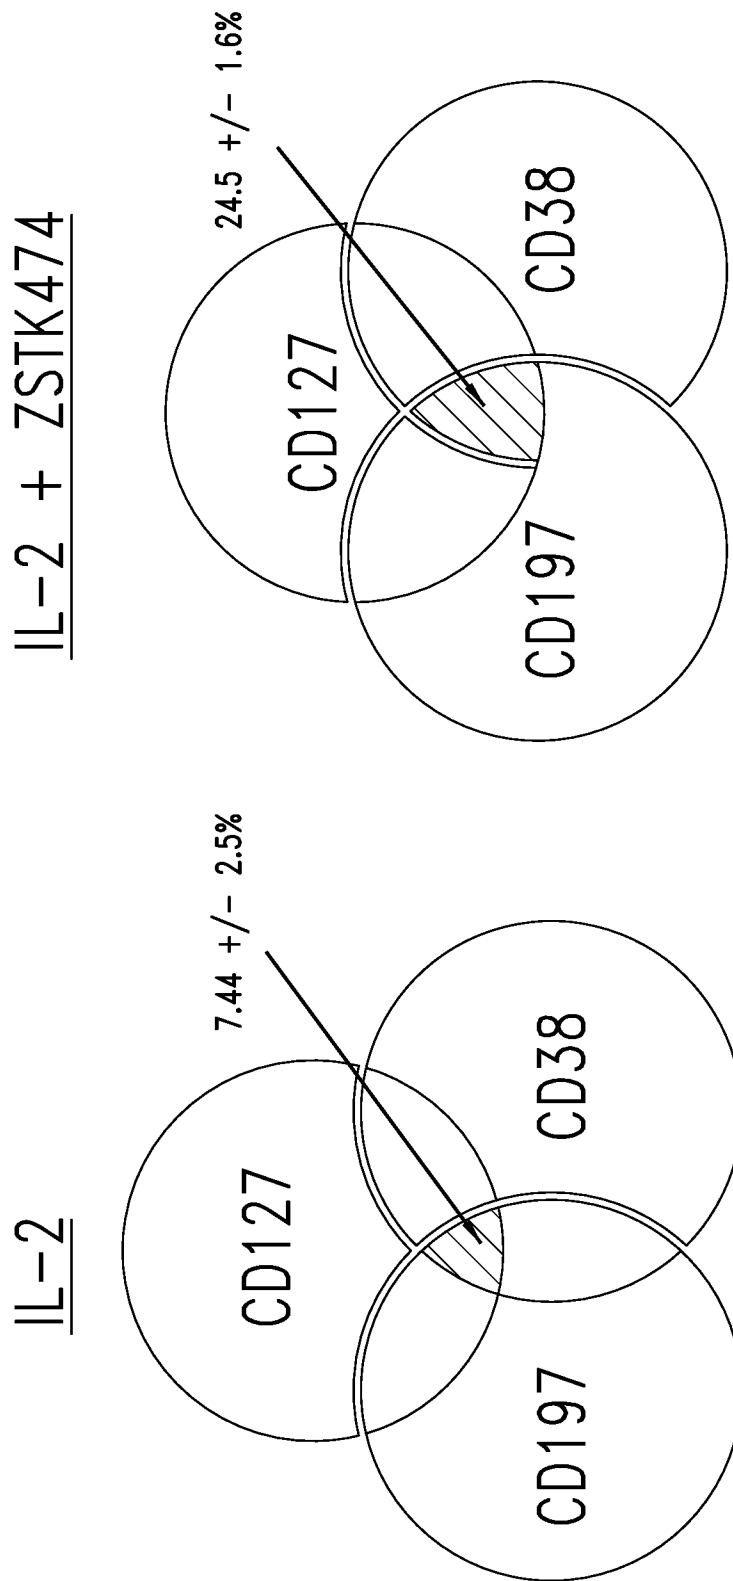 IL-2
7.44 +/- 2.5%
CD127
CD197
CD38
IL-2 + ZSTK474
24.5 +/- 1.6%
CD127
CD197
CD38